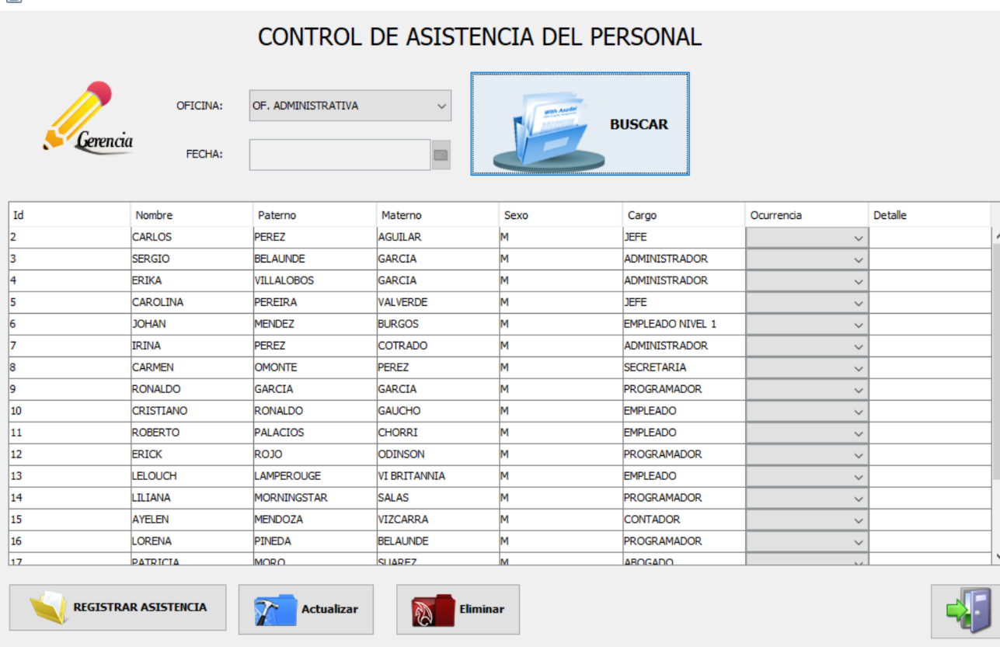 CONTROL DE ASISTENCIA DEL PERSONAL
Gerencia
OFICINA: OF. ADMINISTRATIVA
FECHA:
With Asudal
BUSCAR
Id Nombre Paterno Materno Sexo Cargo Ocurrencia Detalle
2 CARLOS PEREZ AGUILAR M JEFE
3 SERGIO BELAUNDE GARCIA M ADMINISTRADOR
4 ERIKA VILLALOBOS GARCIA M ADMINISTRADOR
5 CAROLINA PEREIRA VALVERDE M JEFE
6 JOHAN MENDEZ BURGOS M EMPLEADO NIVEL 1
7 IRINA PEREZ COTRADO M ADMINISTRADOR
8 CARMEN OMONTE PEREZ M SECRETARIA
9 RONALDO GARCIA GARCIA M PROGRAMADOR
10 CRISTIANO RONALDO GAUCHO M EMPLEADO
11 ROBERTO PALACIOS CHORRI M EMPLEADO
12 ERICK ROJO ODINSON M PROGRAMADOR
13 LELOUCH LAMPEROUGE VI BRITANNIA M EMPLEADO
14 LILIANA MORNINGSTAR SALAS M PROGRAMADOR
15 AYELEN MENDOZA VIZCARRA M CONTADOR
16 LORENA PINEDA BELAUNDE M PROGRAMADOR
17 PATRICIA MORO SUAREZ M ABOGADO
REGISTRAR ASISTENCIA Actualizar Eliminar